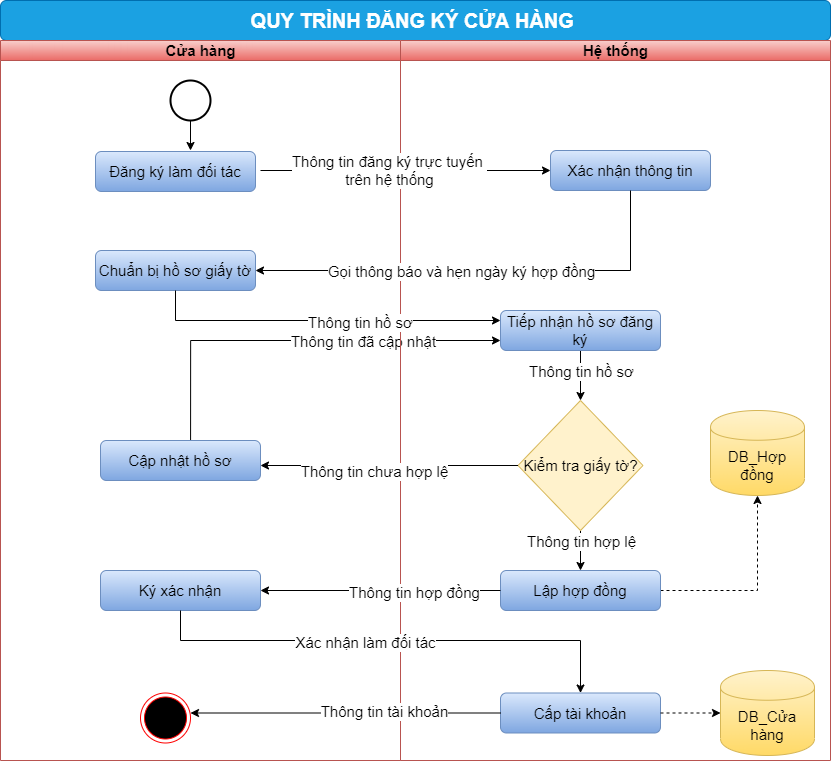 QUY TRÌNH ĐĂNG KÝ CỬA HÀNG
Cửa hàng
Hệ thống
Đăng ký làm đối tác
Thông tin đăng ký trực tuyến
trên hệ thống
Xác nhận thông tin
Chuẩn bị hồ sơ giấy tờ
Gọi thông báo và hẹn ngày ký hợp đồng
Thông tin hồ sơ
Tiếp nhận hồ sơ đăng
ký
Thông tin đã cập nhật
Thông tin hồ sơ
Cập nhật hồ sơ
Thông tin chưa hợp lệ
Kiểm tra giấy tờ?
DB_Hợp
đồng
Thông tin hợp lệ
Ký xác nhận
Thông tin hợp đồng
Lập hợp đồng
Xác nhận làm đối tác
Thông tin tài khoản
Cấp tài khoản
DB_Cửa
hàng